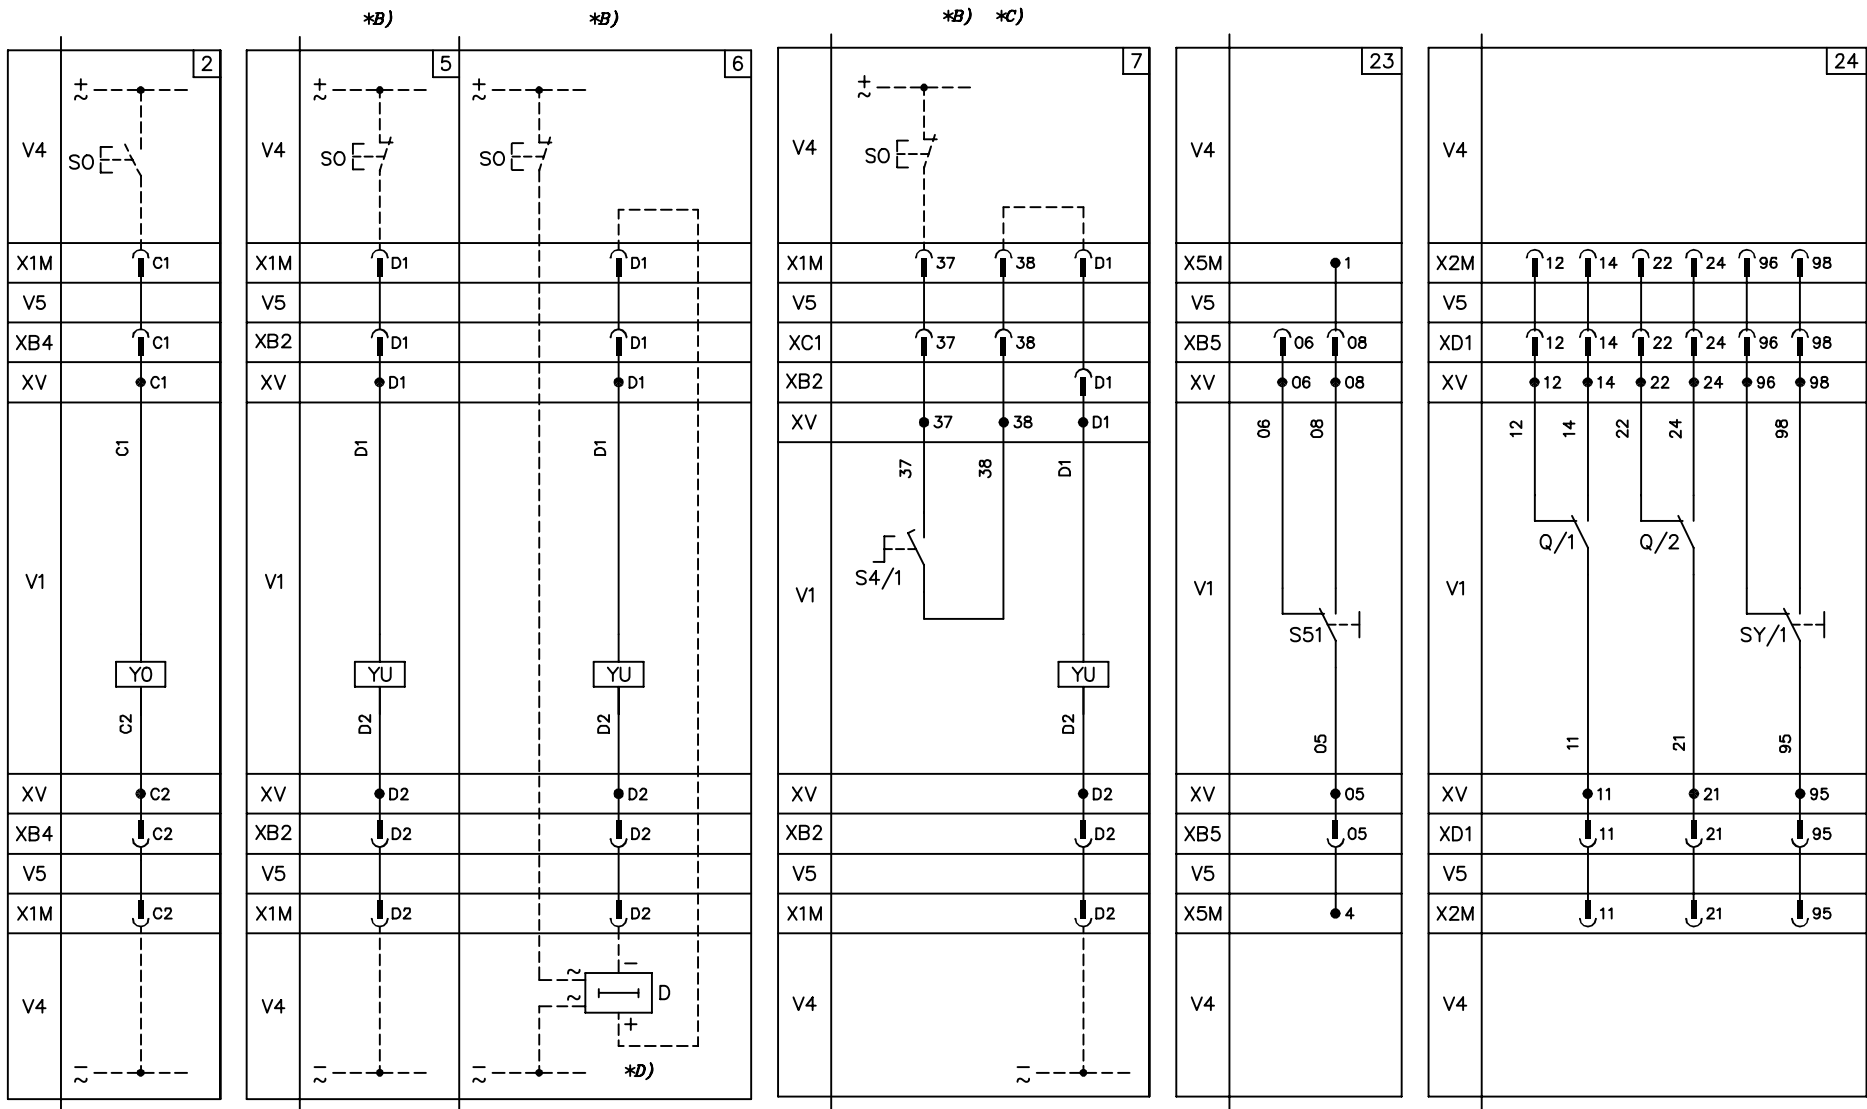 *B) *B) *B) *C)
2 5 6 7 23 24
+ + + +
~ ~ ~ ~
V4 SO V4 SO SO V4 SO V4 V4
X1M C1 X1M D1 D1 X1M 37 38 D1 X5M 1 X2M 12 14 22 24 96 98
V5 V5 V5 V5 V5
XB4 C1 XB2 D1 D1 XC1 37 38 XB5 06 08 XD1 12 14 22 24 96 98
XV C1 XV D1 D1 XB2 D1 XV 06 08 XV 12 14 22 24 96 98
XV 37 38 D1
C1 D1 D1 37 38 D1 06 08 12 14 22 24 98
Q/1 Q/2
S4/1
V1 V1 V1 V1 V1
S51 SY/1
Y0 YU YU YU
C2 D2 D2 D2 05 11 21 95
XV C2 XV D2 D2 XV D2 XV 05 XV 11 21 95
XB4 C2 XB2 D2 D2 XB2 D2 XB5 05 XD1 11 21 95
V5 V5 V5 V5 V5
X1M C2 X1M D2 D2 X1M D2 X5M 4 X2M 11 21 95
~ −
V4 V4 ~ D V4 V4 V4
+
− − − *D) −
~ ~ ~ ~